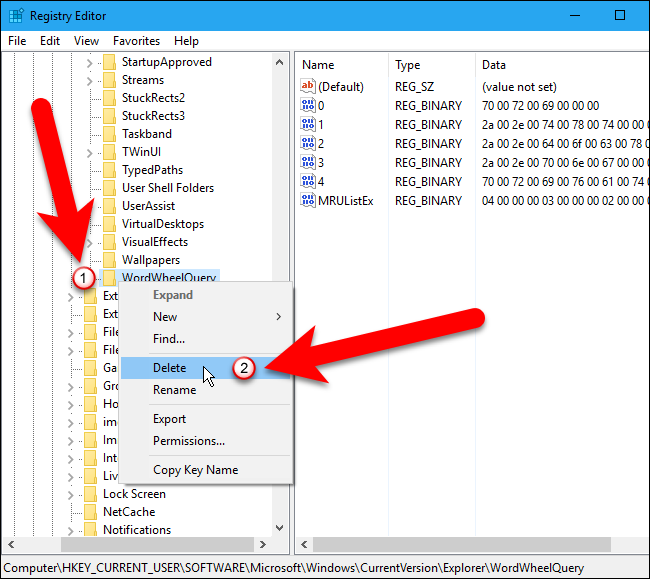 Registry Editor
File Edit View Favorites Help
StartupApproved
Streams
StuckRects2
StuckRects3
Taskband
TWinUI
TypedPaths
User Shell Folders
UserAssist
VirtualDesktops
VisualEffects
Wallpapers
1 WordWheelQuery
Ext
Ext
File
File
Ga
Gro
Ho
ime
Im
Int
Liv
Lock Screen
NetCache
Notifications
Expand
New
Find...
Delete 2
Rename
Export
Permissions...
Copy Key Name
Name Type Data
ab (Default) REG_SZ (value not set)
0 REG_BINARY 70 00 72 00 69 00 00 00
1 REG_BINARY 2a 00 2e 00 74 00 78 00 74 00 00 0
2 REG_BINARY 2a 00 2e 00 64 00 6f 00 63 00 78 0
3 REG_BINARY 2a 00 2e 00 70 00 6e 00 67 00 00 0
4 REG_BINARY 70 00 72 00 69 00 76 00 61 00 74 0
MRUListEx REG_BINARY 04 00 00 00 03 00 00 00 02 00 00 0
Computer\HKEY_CURRENT_USER\SOFTWARE\Microsoft\Windows\CurrentVersion\Explorer\WordWheelQuery